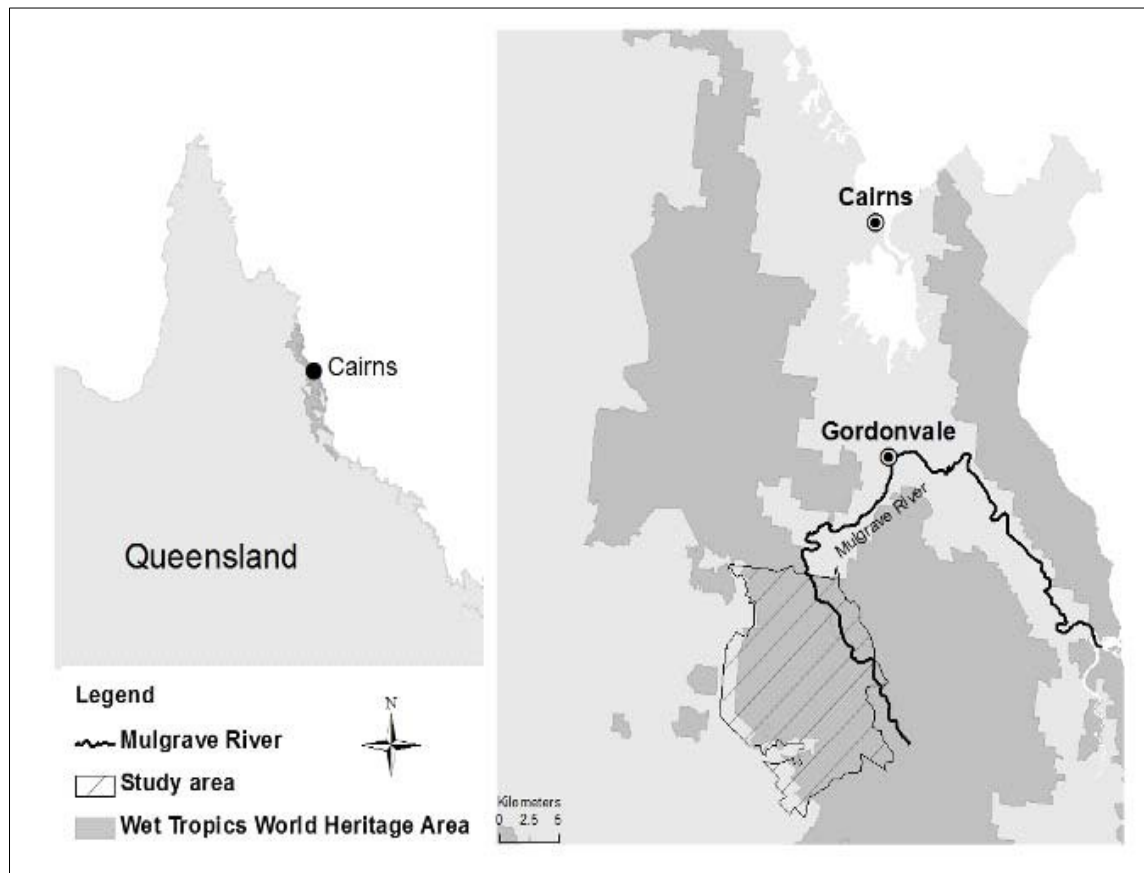 Cairns
Queensland
Legend
N
Mulgrave River
Study area
Wet Tropics World Heritage Area
Cairns
Gordonvale
Mulgrave River
Kilometers
0 2.5 5